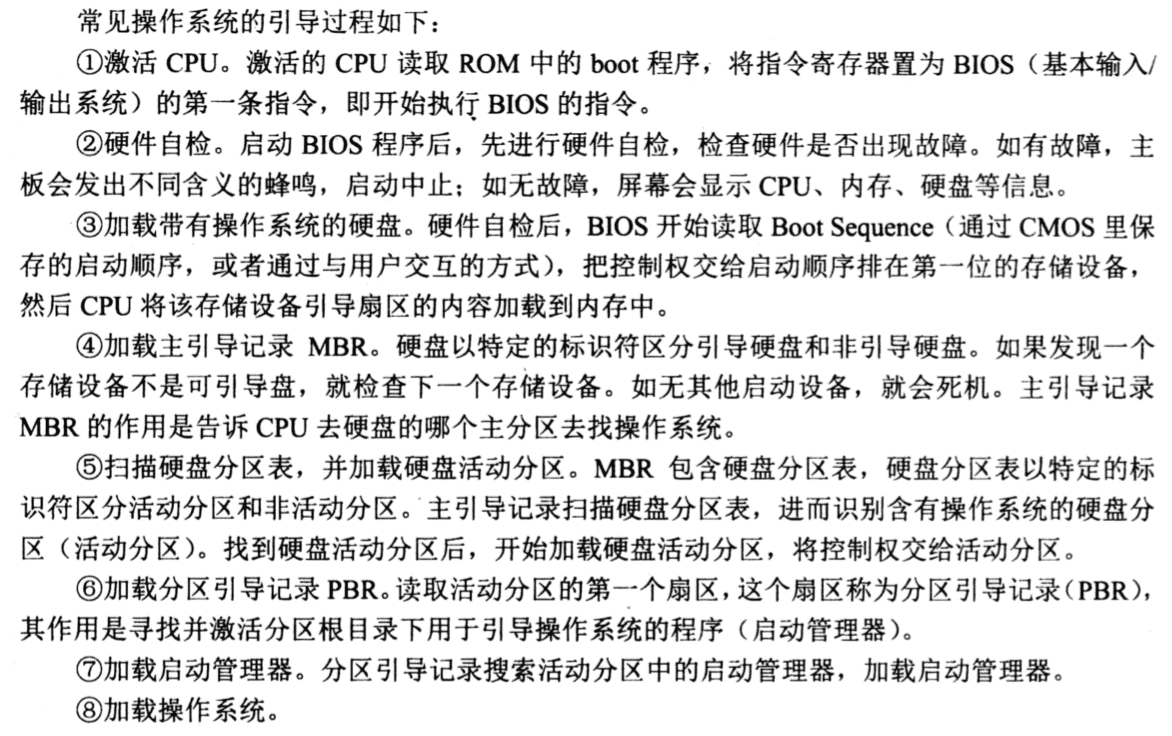 常见操作系统的引导过程如下：
①激活 CPU。激活的 CPU 读取 ROM 中的 boot 程序，将指令寄存器置为 BIOS（基本输入/
输出系统）的第一条指令，即开始执行 BIOS 的指令。
②硬件自检。启动 BIOS 程序后，先进行硬件自检，检查硬件是否出现故障。如有故障，主
板会发出不同含义的蜂鸣，启动中止；如无故障，屏幕会显示 CPU、内存、硬盘等信息。
③加载带有操作系统的硬盘。硬件自检后，BIOS 开始读取 Boot Sequence（通过 CMOS 里保
存的启动顺序，或者通过与用户交互的方式），把控制权交给启动顺序排在第一位的存储设备，
然后 CPU 将该存储设备引导扇区的内容加载到内存中。
④加载主引导记录 MBR。硬盘以特定的标识符区分引导硬盘和非引导硬盘。如果发现一个
存储设备不是可引导盘，就检查下一个存储设备。如无其他启动设备，就会死机。主引导记录
MBR 的作用是告诉 CPU 去硬盘的哪个主分区去找操作系统。
⑤扫描硬盘分区表，并加载硬盘活动分区。MBR 包含硬盘分区表，硬盘分区表以特定的标
识符区分活动分区和非活动分区。主引导记录扫描硬盘分区表，进而识别含有操作系统的硬盘分
区（活动分区）。找到硬盘活动分区后，开始加载硬盘活动分区，将控制权交给活动分区。
⑥加载分区引导记录 PBR。读取活动分区的第一个扇区，这个扇区称为分区引导记录（PBR），
其作用是寻找并激活分区根目录下用于引导操作系统的程序（启动管理器）。
⑦加载启动管理器。分区引导记录搜索活动分区中的启动管理器，加载启动管理器。
⑧加载操作系统。